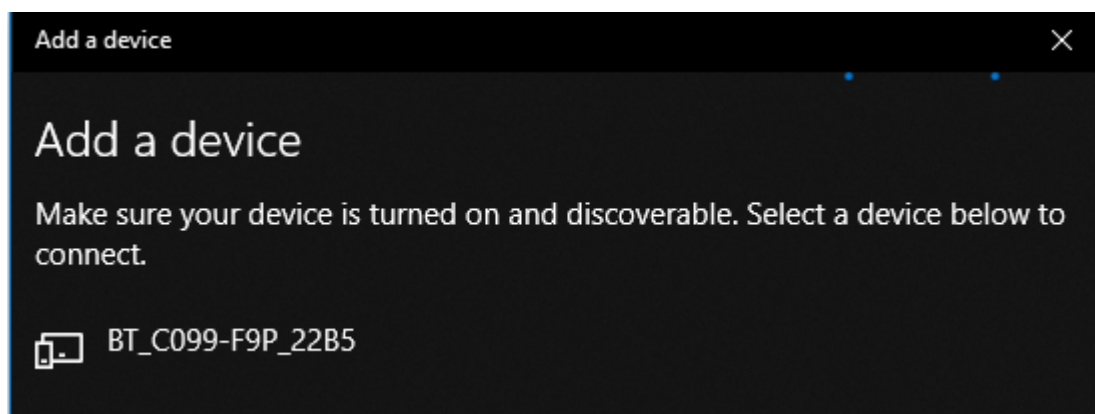 Add a device
Add a device
Make sure your device is turned on and discoverable. Select a device below to
connect.
BT_C099-F9P_22B5